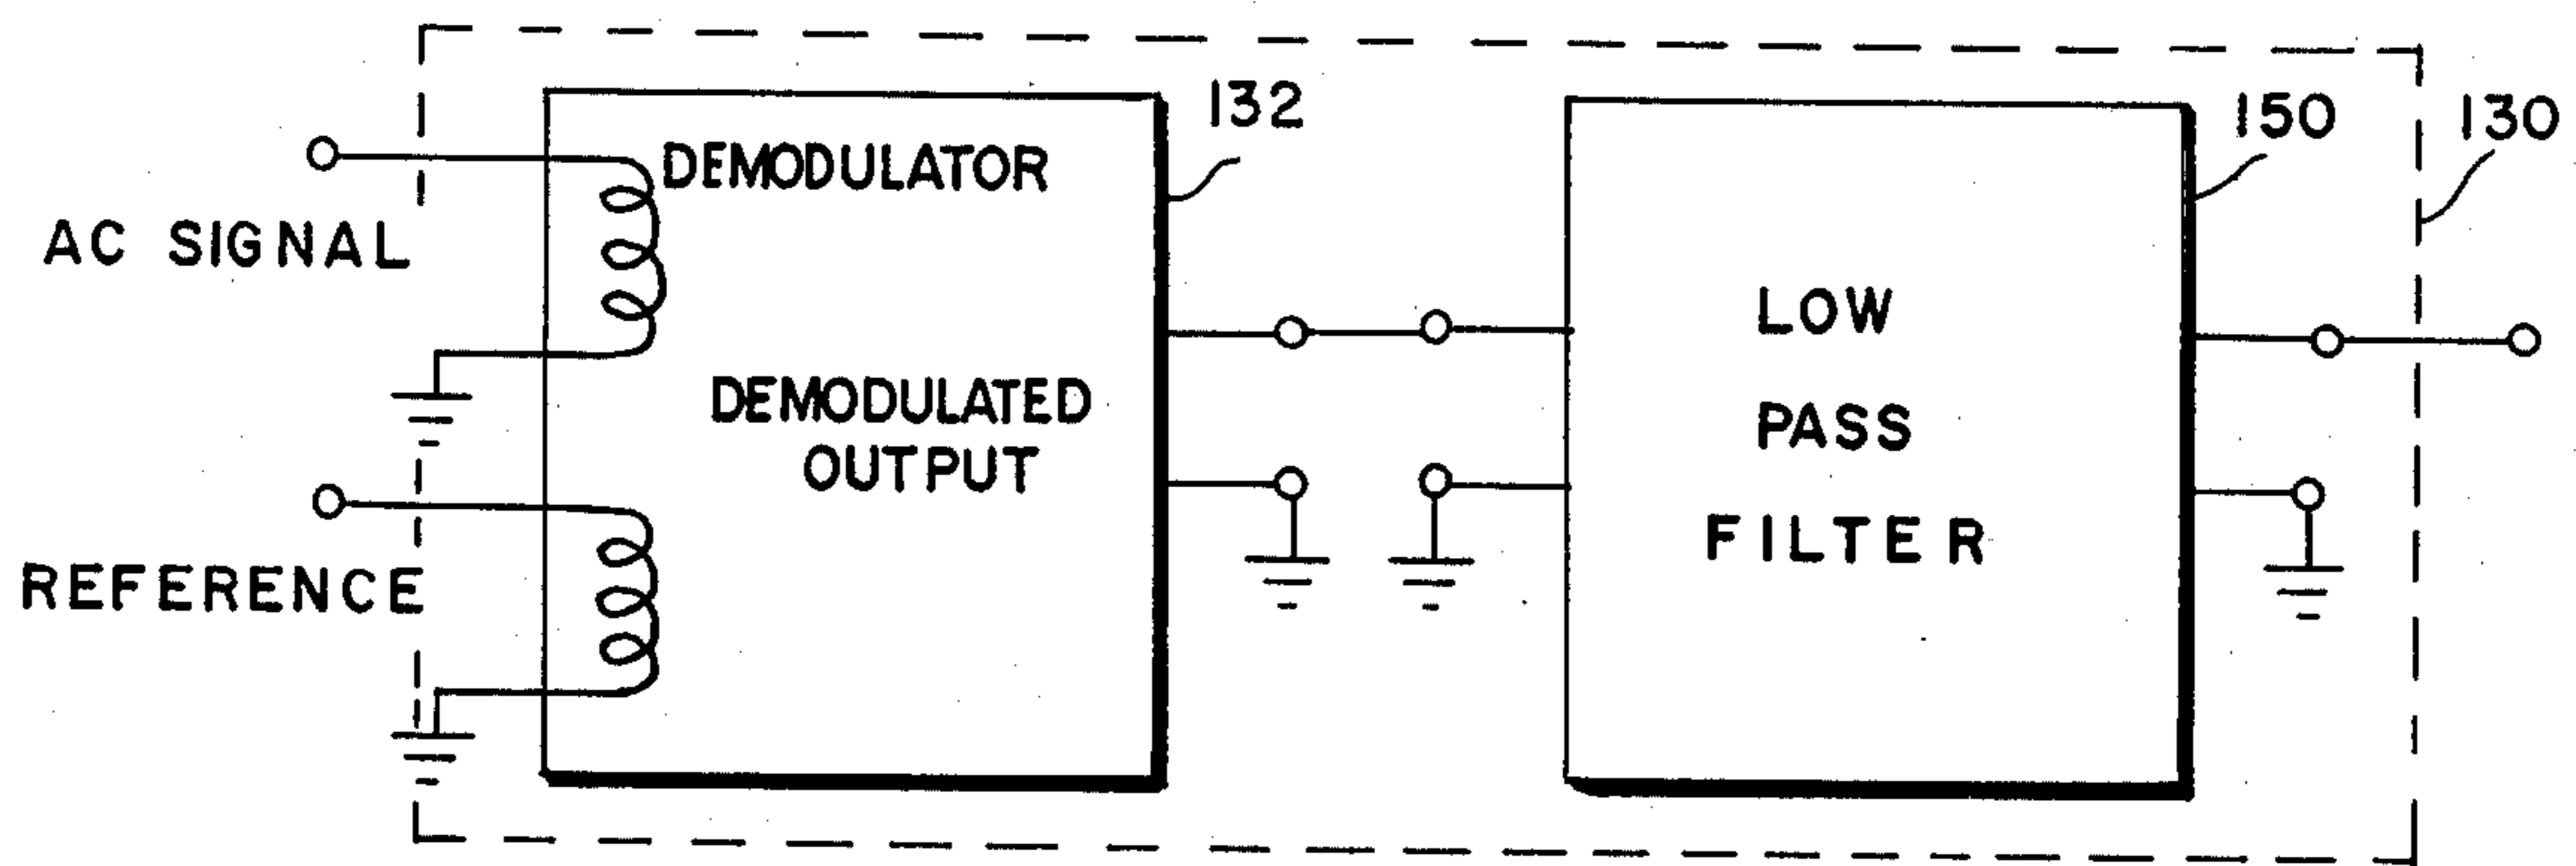 132
150
130
DEMODULATOR
AC SIGNAL
DEMODULATED
OUTPUT
REFERENCE
LOW
PASS
FILTER